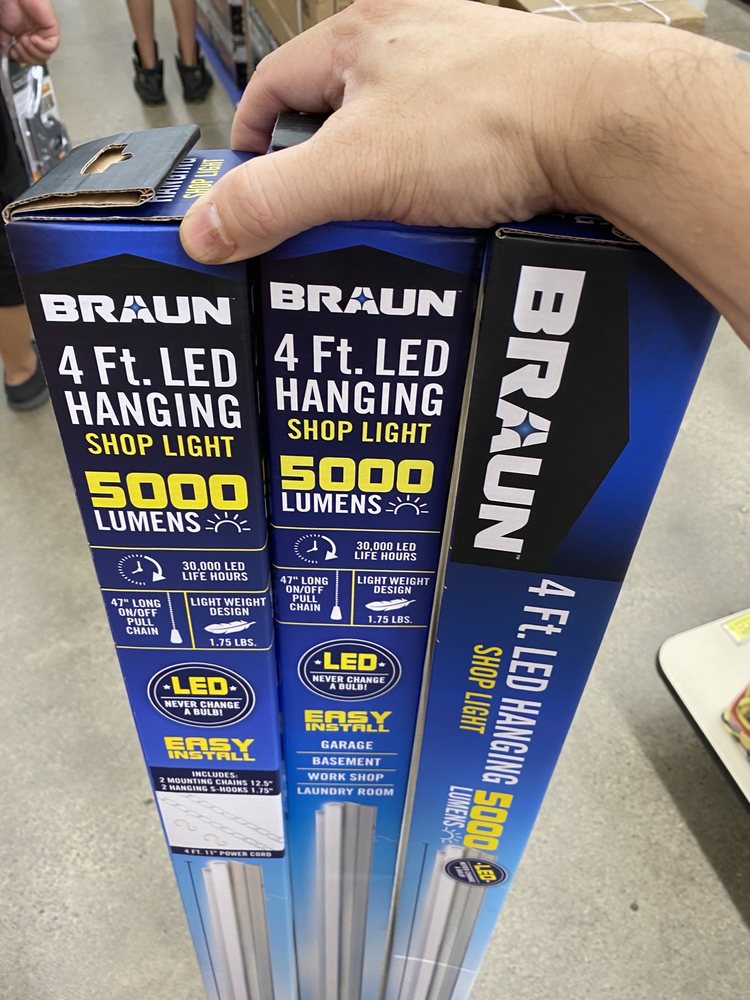 HANGING
SHOP LIGHT
BRAUN
4 Ft. LED
HANGING
SHOP LIGHT
5000
LUMENS
30,000 LED
LIFE HOURS
47" LONG
ON/OFF
PULL
CHAIN
LIGHT WEIGHT
DESIGN
1.75 LBS.
LED
NEVER CHANGE
A BULB!
EASY
INSTALL
INCLUDES:
2 MOUNTING CHAINS 12.5"
2 HANGING S-HOOKS 1.75"
4 FT. 11" POWER CORD
BRAUN
4 Ft. LED
HANGING
SHOP LIGHT
5000
LUMENS
30,000 LED
LIFE HOURS
47" LONG
ON/OFF
PULL
CHAIN
LIGHT WEIGHT
DESIGN
1.75 LBS.
LED
NEVER CHANGE
A BULB!
EASY
INSTALL
GARAGE
BASEMENT
WORK SHOP
LAUNDRY ROOM
BRAUN™
4 Ft. LED HANGING
SHOP LIGHT
5000
LUMENS
LED